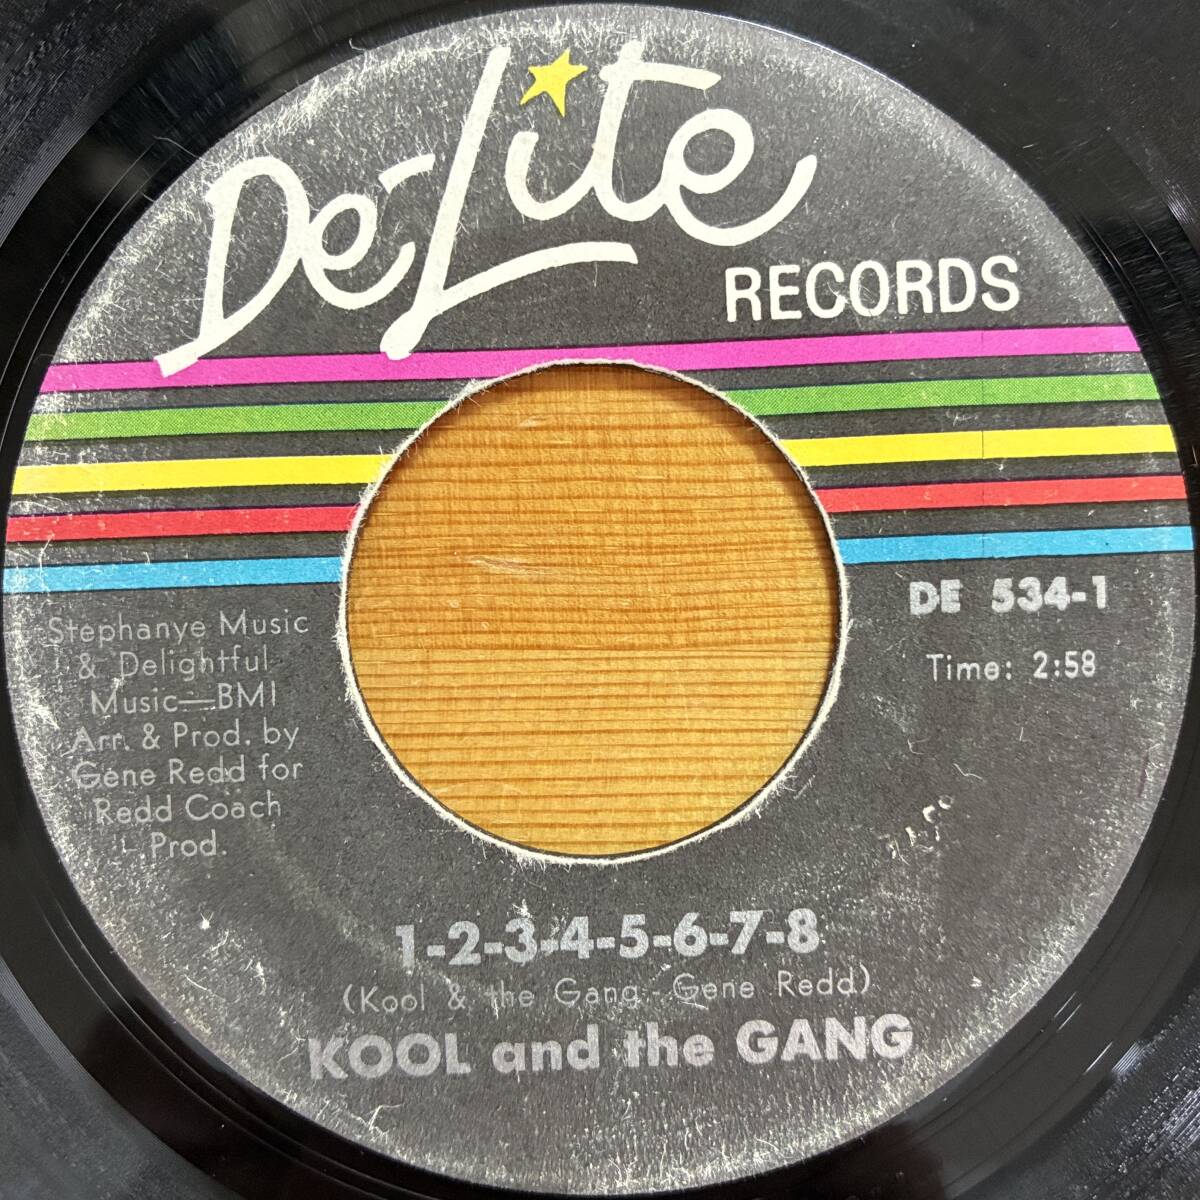 De-Lite
RECORDS
DE 534-1
Time: 2:58
Stephanye Music
& Delightful
Music—BMI
Arr. & Prod. by
Gene Redd for
Redd Coach
Prod.
1-2-3-4-5-6-7-8
(Kool & the Gang-Gene Redd)
KOOL and the GANG